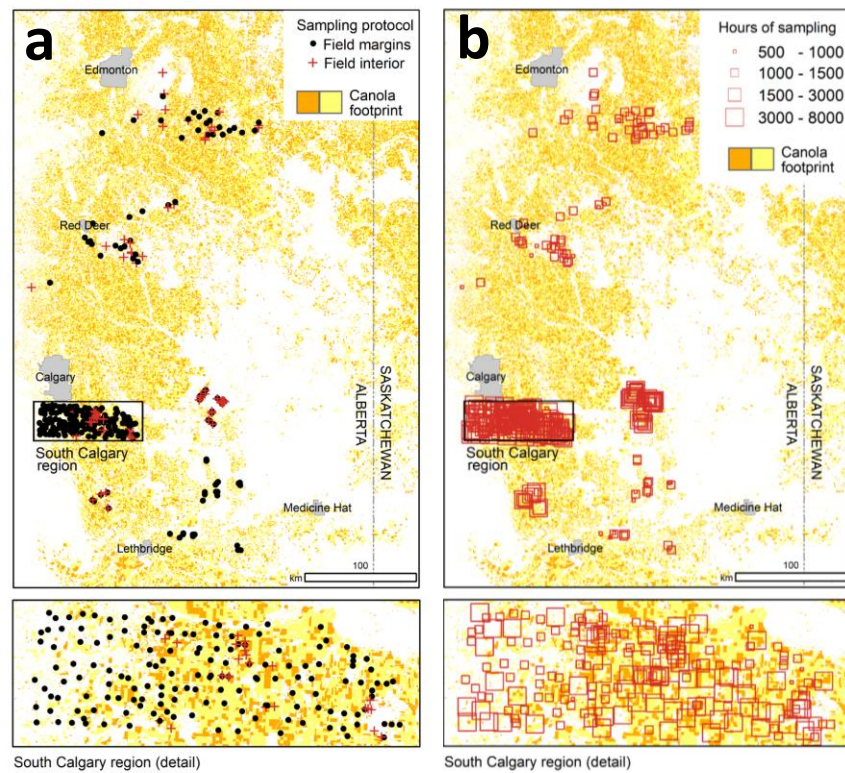 a
Sampling protocol
Field margins
Field interior
Canola
footprint
Edmonton
Red Deer
Calgary
SASKATCHEWAN
ALBERTA
South Calgary
region
Medicine Hat
Lethbridge
100
km
South Calgary region (detail)
b
Hours of sampling
500 - 1000
1000 - 1500
1500 - 3000
3000 - 8000
Canola
footprint
Edmonton
Red Deer
Calgary
SASKATCHEWAN
ALBERTA
South Calgary
region
Medicine Hat
Lethbridge
100
km
South Calgary region (detail)